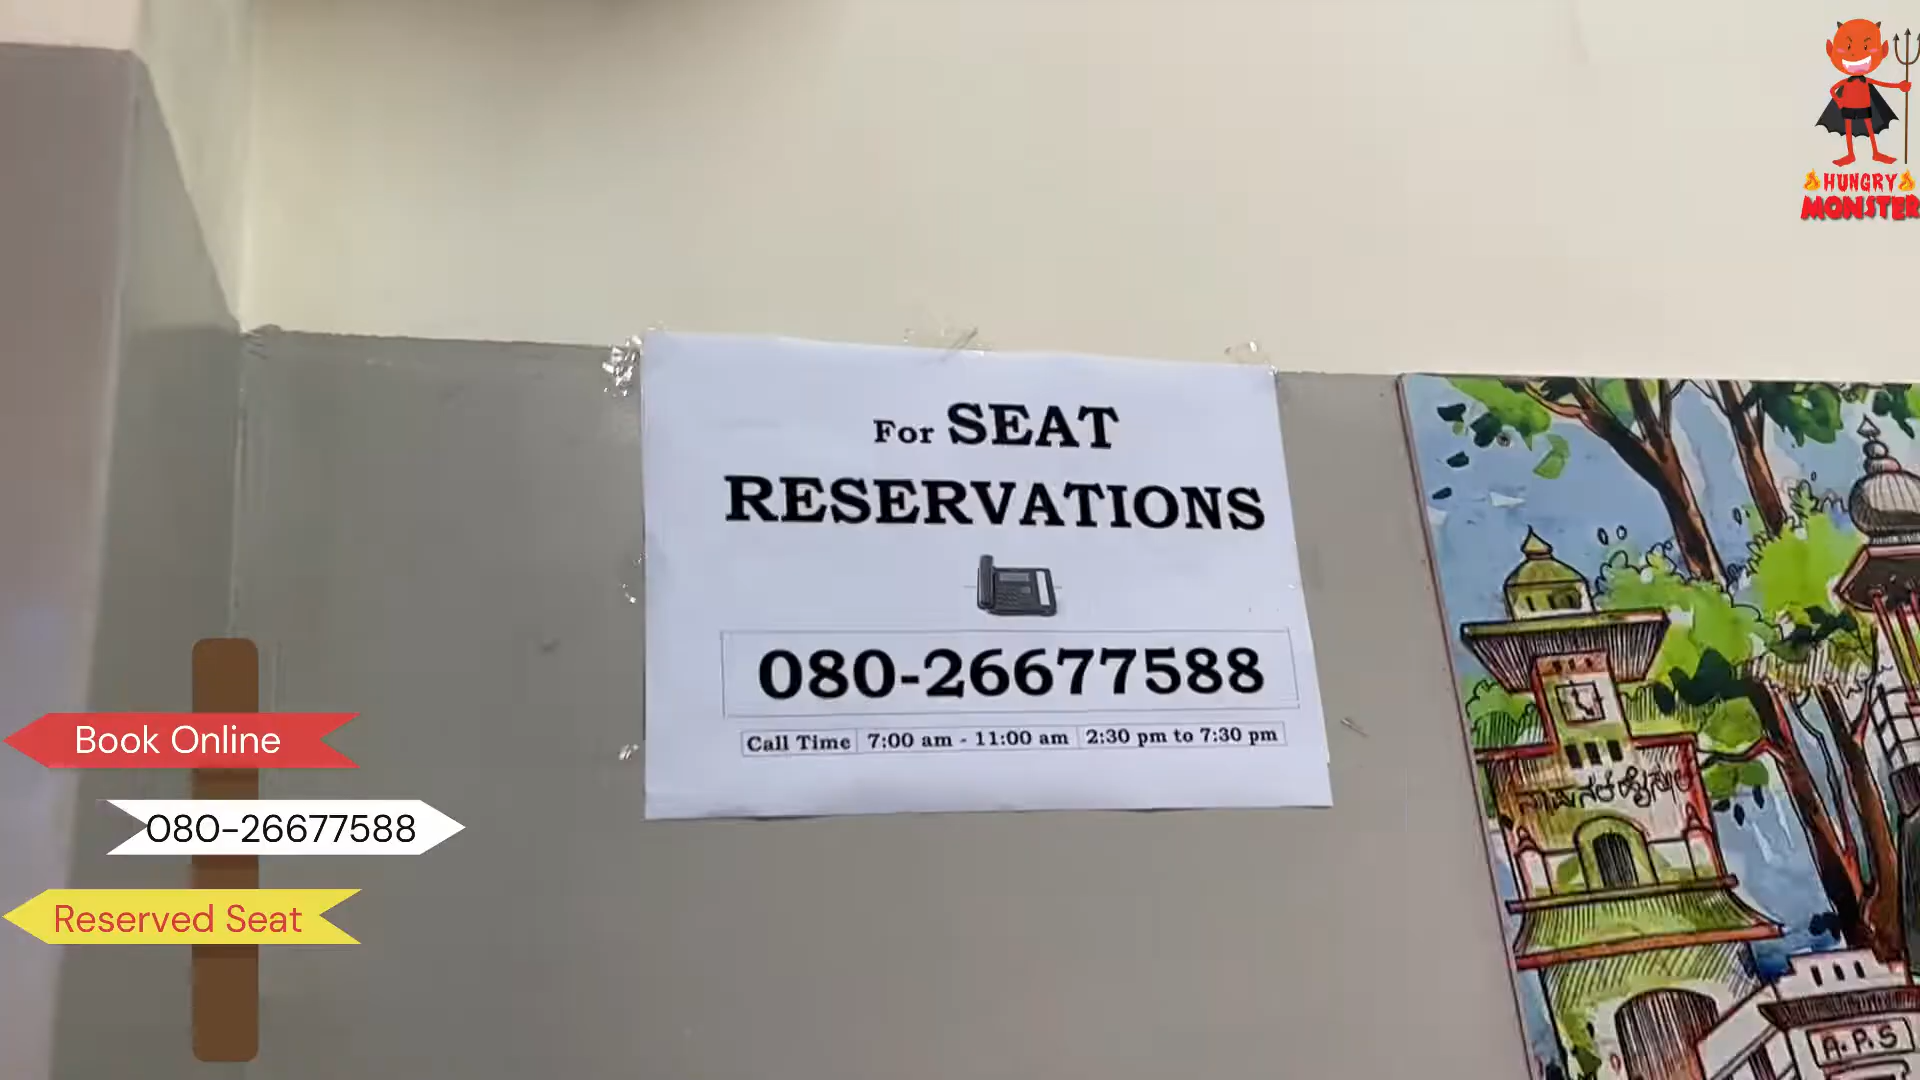 HUNGRY
MONSTER
For SEAT
RESERVATIONS
080-26677588
Call Time 7:00 am - 11:00 am 2:30 pm to 7:30 pm
Book Online
080-26677588
Reserved Seat
A.P.S